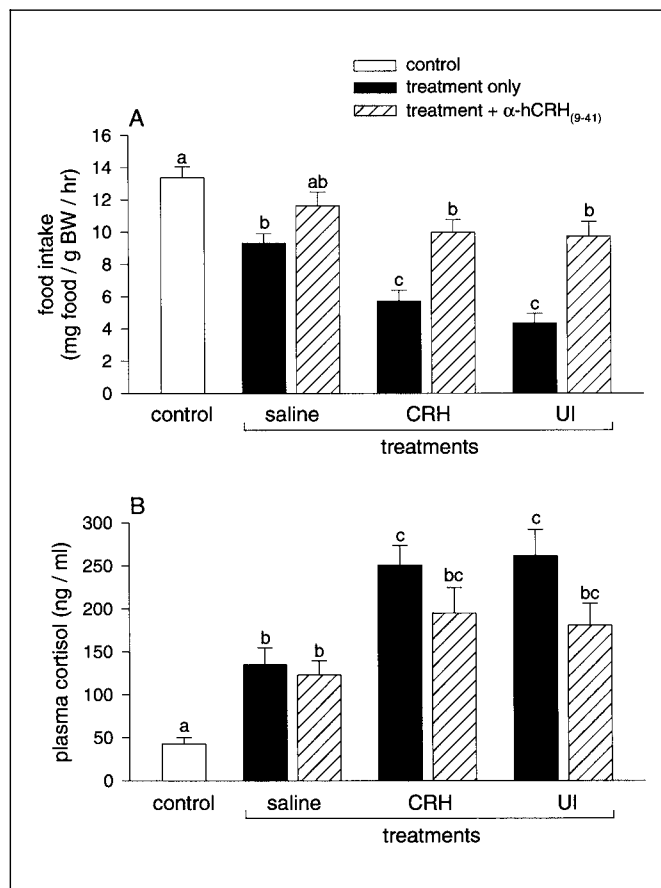 control
treatment only
treatment + α-hCRH(9-41)
A
food intake
(mg food / g BW / hr)
16
14
12
10
8
6
4
2
0
a
b
ab
c
b
c
b
control
saline
CRH
UI
treatments
B
plasma cortisol (ng / ml)
300
250
200
150
100
50
0
a
b
b
c
bc
c
bc
control
saline
CRH
UI
treatments